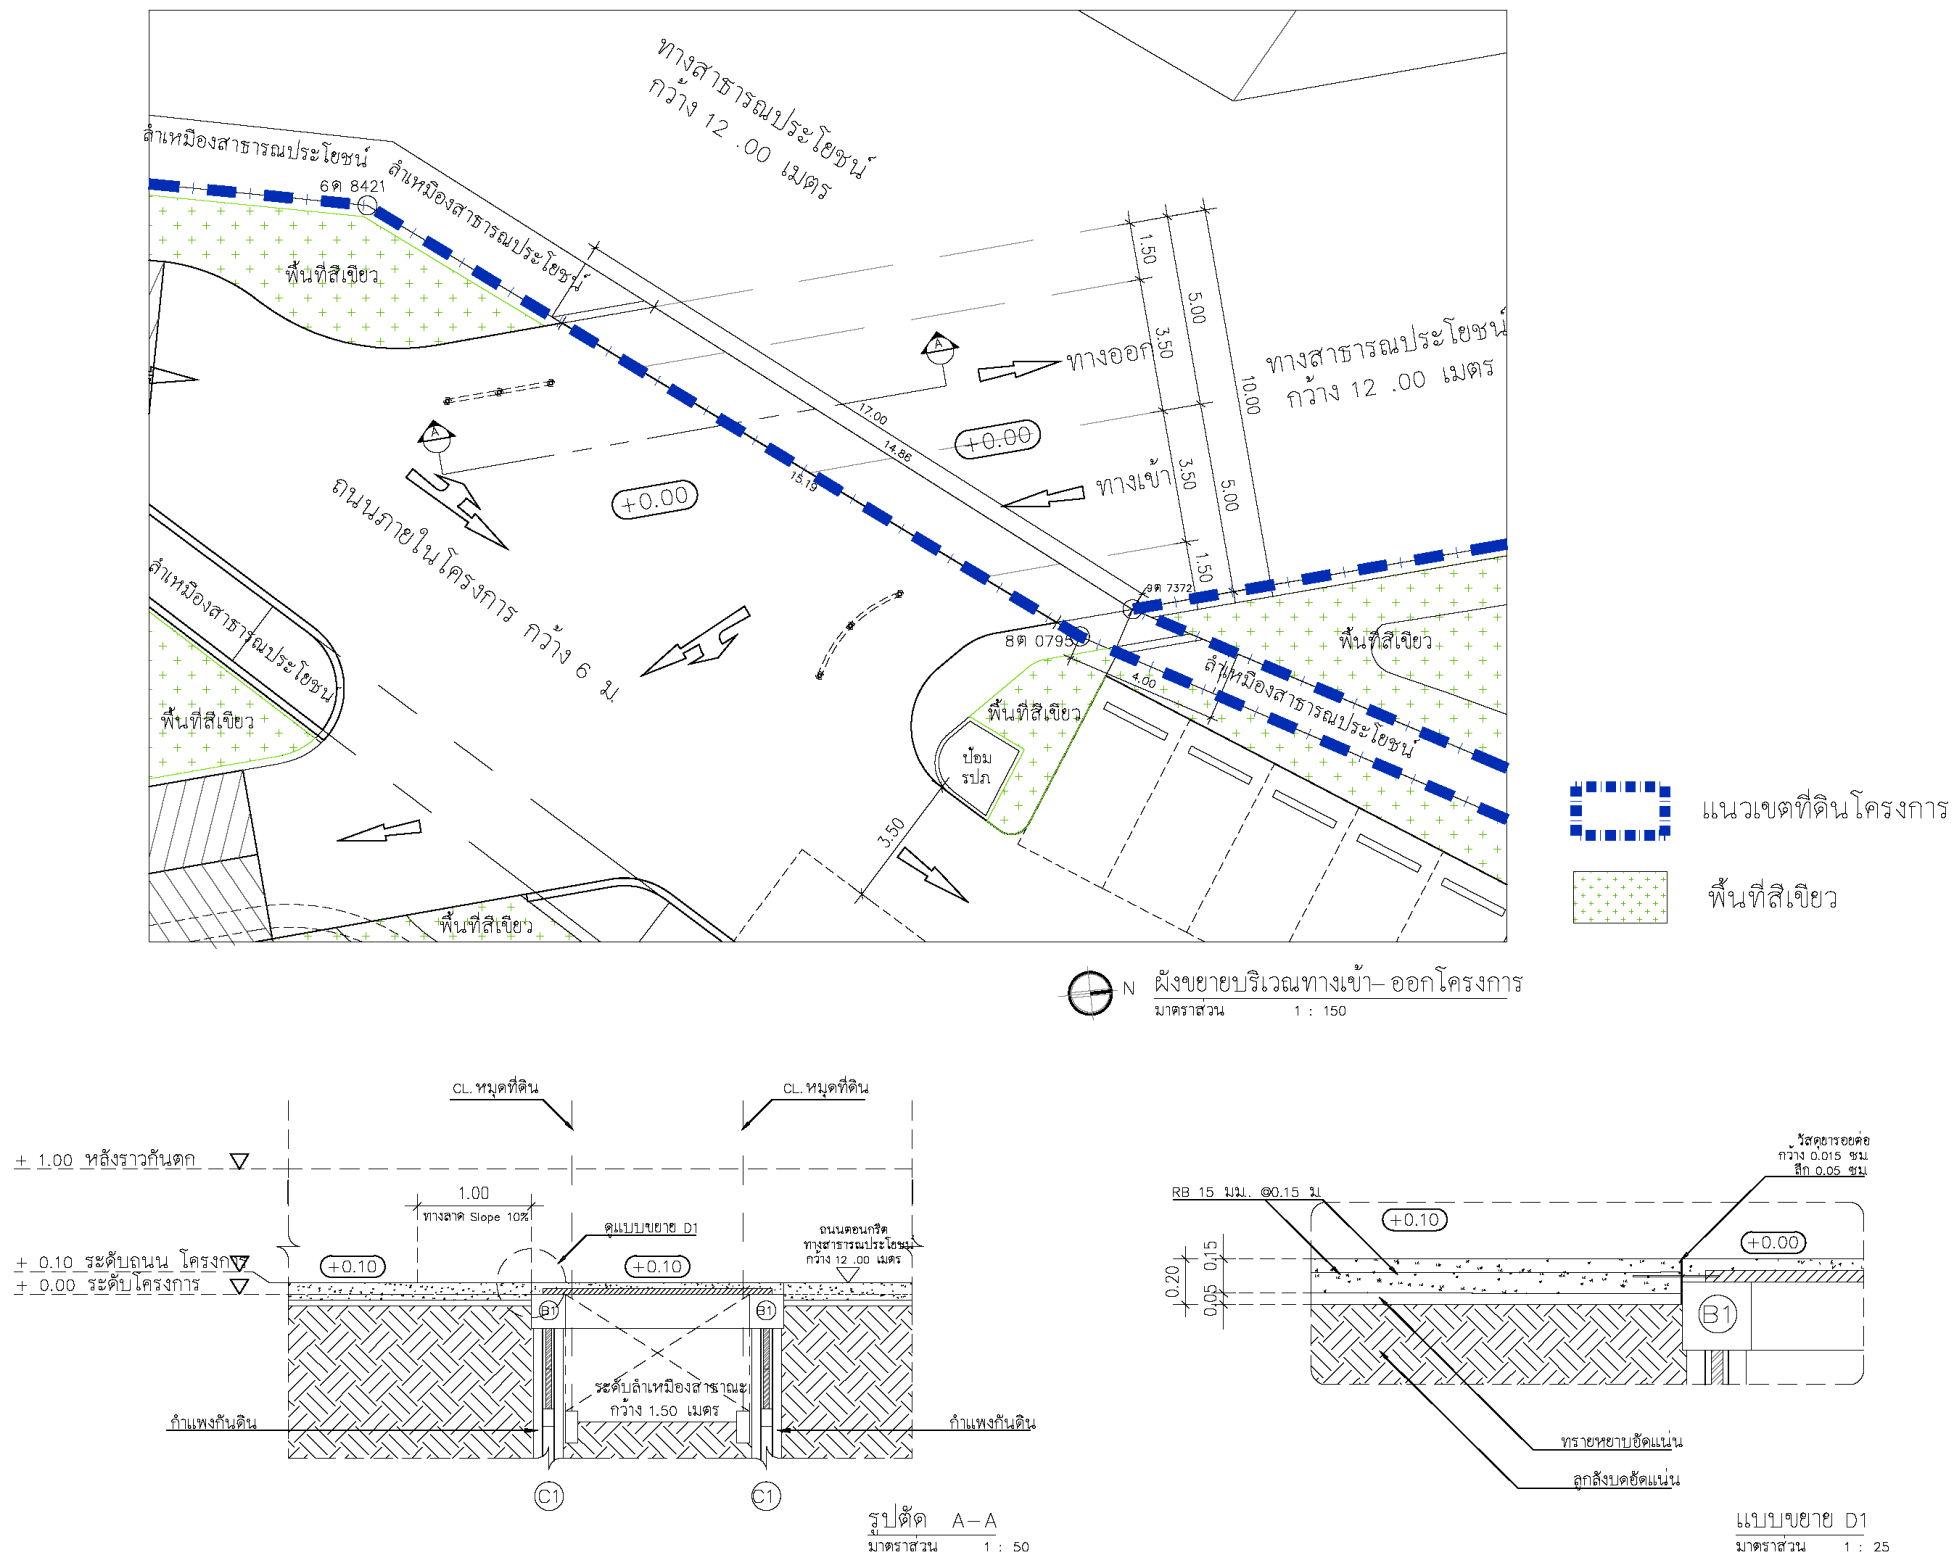 ทางสาธารณประโยชน์
กว้าง 12 .00 เมตร
ลำเหมืองสาธารณประโยชน์
ลำเหมืองสาธารณประโยชน์
6ต 8421
พื้นที่สีเขียว
1.50
5.00
3.50
10.00
ทางสาธารณประโยชน์
กว้าง 12 .00 เมตร
A
ทางออก
17.00
14.86
15.19
A
+0.00
+0.00
ทางเข้า
3.50
5.00
1.50
ถนนภายในโครงการ กว้าง 6 ม.
9ต 7372
8ต 0795
ลำเหมืองสาธารณประโยชน
พื้นที่สีเขียว
พื้นที่สีเขียว
ลำเหมืองสาธารณประโยชน์
4.00
พื้นที่สีเขียว
ป้อม
รปภ
3.50
พื้นที่สีเขียว
แนวเขตที่ดินโครงการ
พื้นที่สีเขียว
N
ผังขยายบริเวณทางเข้า-ออกโครงการ
มาตราส่วน 1 : 150
CL. หมุดที่ดิน
CL. หมุดที่ดิน
+ 1.00 หลังราวกันตก
1.00
ทางลาด Slope 10%
ดูแบบขยาย D1
ถนนคอนกรีต
ทางสาธารณประโยชน
กว้าง 12 .00 เมตร
+ 0.10 ระดับถนน โครงการ
+ 0.00 ระดับโครงการ
+0.10
+0.10
B1
B1
ระดับลำเหมืองสาธาณะ
กว้าง 1.50 เมตร
กำแพงกันดิน
กำแพงกันดิน
C1
C1
รูปตัด A-A
มาตราส่วน 1 : 50
วัสดุยารอยต่อ
กว้าง 0.015 ซม.
ลึก 0.05 ซม
RB 15 มม. @0.15 ม.
+0.10
+0.00
0.15
0.20
0.05
B1
ทรายหยาบอัดแน่น
ลูกลังบดอัดแน่น
แบบขยาย D1
มาตราส่วน 1 : 25